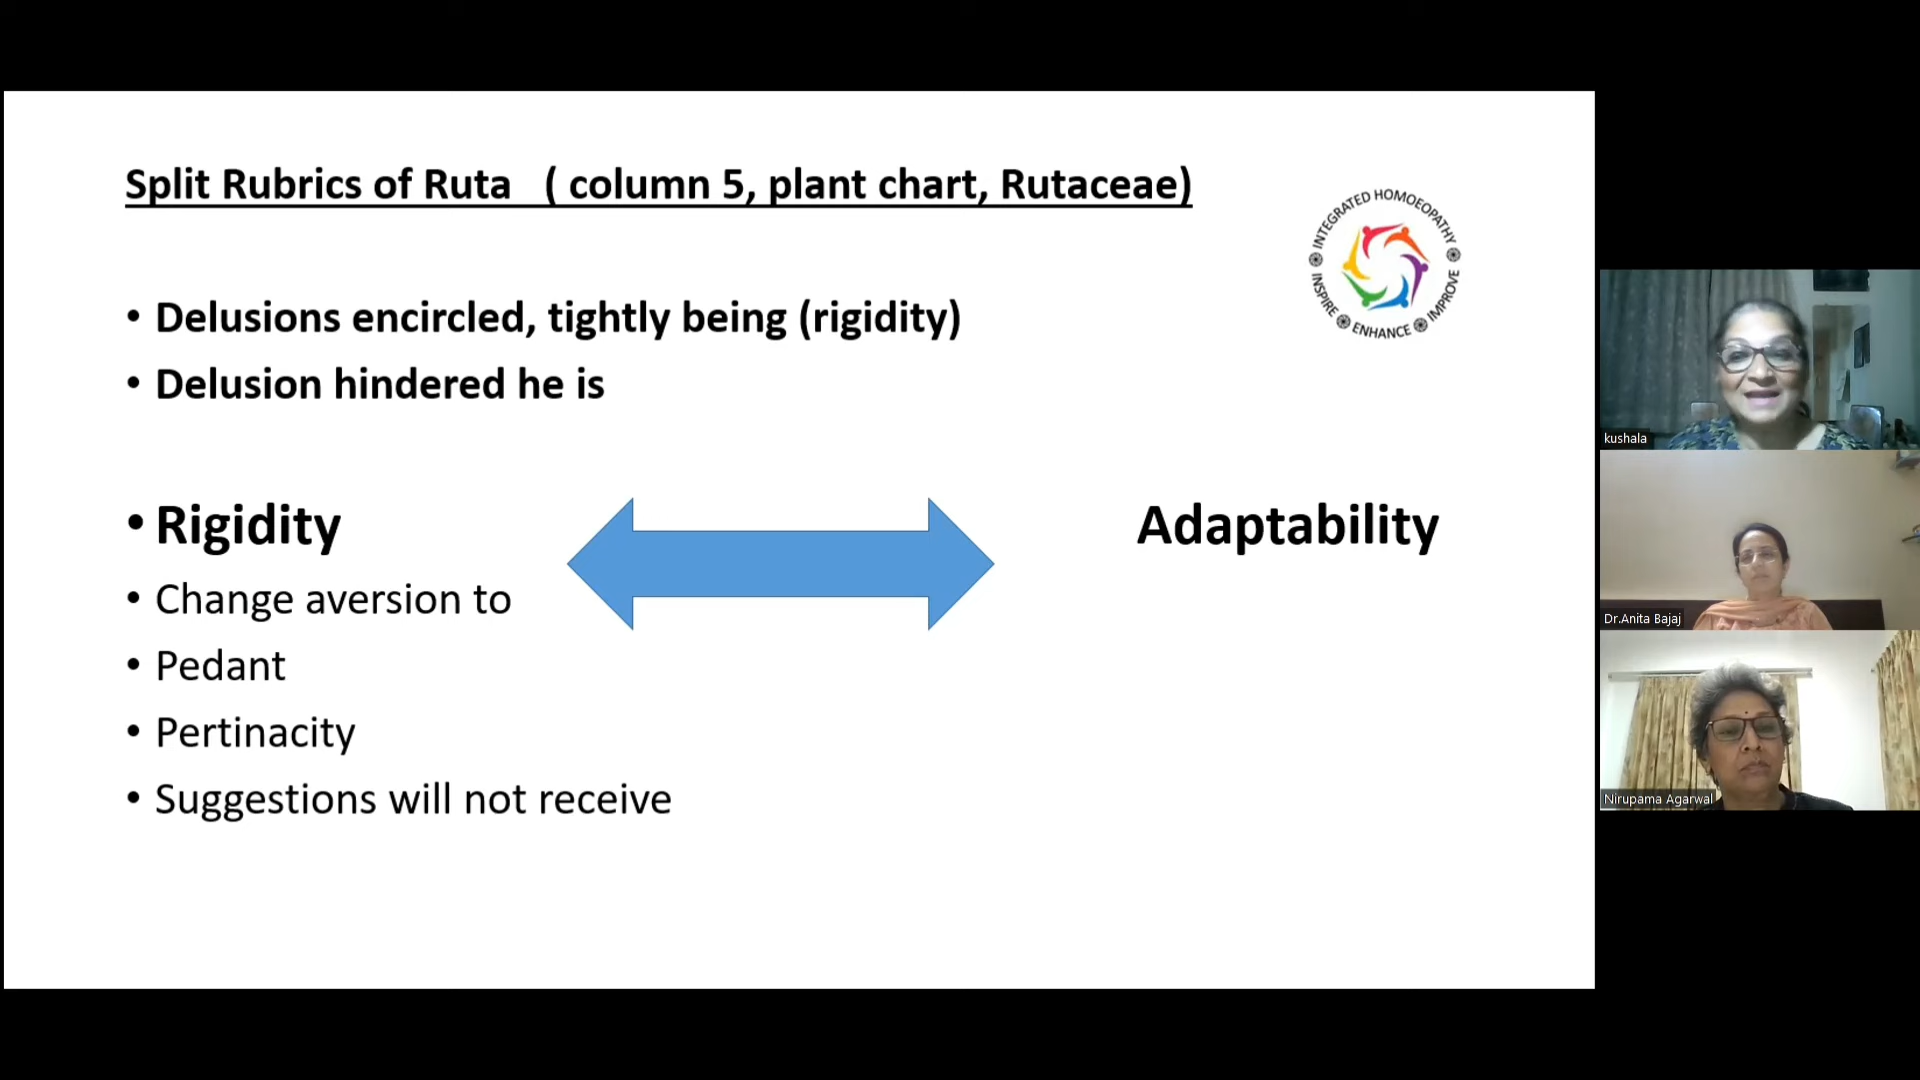 Split Rubrics of Ruta ( column 5, plant chart, Rutaceae)
INTEGRATED HOMOEOPATHY
INSPIRE ENHANCE IMPROVE
• Delusions encircled, tightly being (rigidity)
• Delusion hindered he is
• Rigidity
Adaptability
• Change aversion to
• Pedant
• Pertinacity
• Suggestions will not receive
kushala
Dr.Anita Bajaj
Nirupama Agarwal